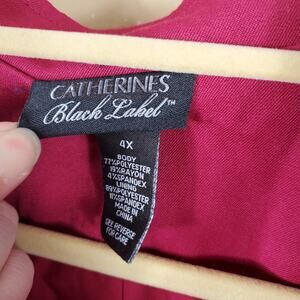 CATHERINES
Black Label™
4X
BODY
77%POLYESTER
19%RAYON
4%SPANDEX
LINING
89%POLYESTER
11%SPANDEX
MADE IN
CHINA
SEE REVERSE
FOR CARE